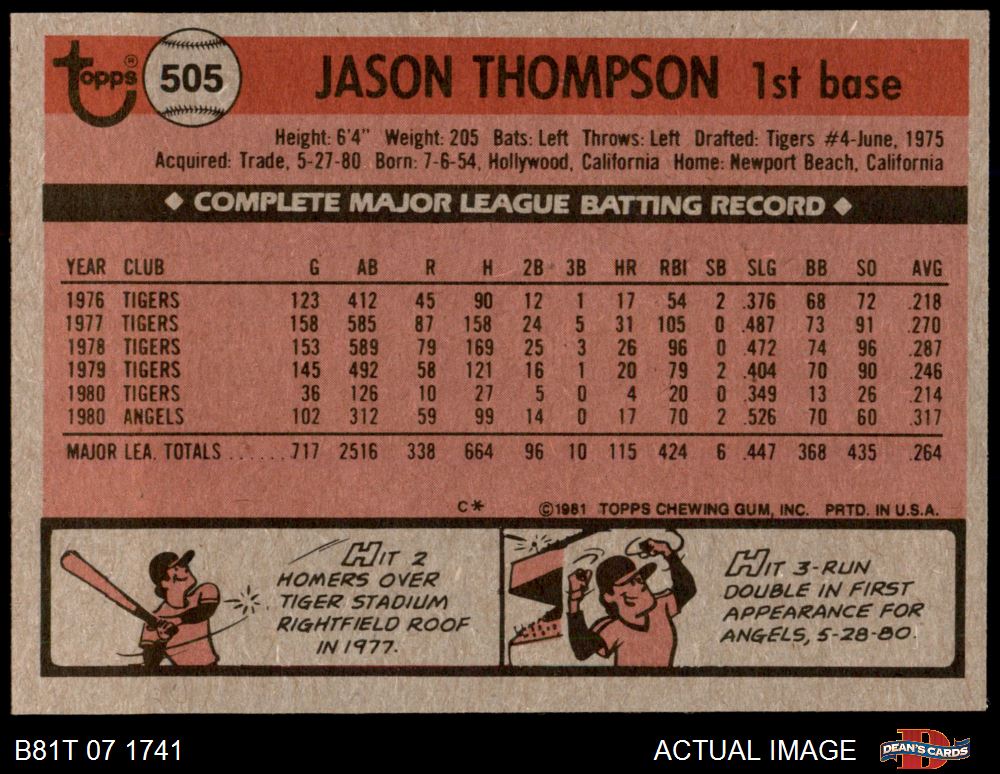 Topps® 505 JASON THOMPSON 1st base
Height: 6'4" Weight: 205 Bats: Left Throws: Left Drafted: Tigers #4-June, 1975
Acquired: Trade, 5-27-80 Born: 7-6-54, Hollywood, California Home: Newport Beach, California
◆ COMPLETE MAJOR LEAGUE BATTING RECORD ◆
YEAR CLUB G AB R H 2B 3B HR RBI SB SLG BB SO AVG
1976 TIGERS 123 412 45 90 12 1 17 54 2 .376 68 72 .218
1977 TIGERS 158 585 87 158 24 5 31 105 0 .487 73 91 .270
1978 TIGERS 153 589 79 169 25 3 26 96 0 .472 74 96 .287
1979 TIGERS 145 492 58 121 16 1 20 79 2 .404 70 90 .246
1980 TIGERS 36 126 10 27 5 0 4 20 0 .349 13 26 .214
1980 ANGELS 102 312 59 99 14 0 17 70 2 .526 70 60 .317
MAJOR LEA. TOTALS ......717 2516 338 664 96 10 115 424 6 .447 368 435 .264
C* ©1981 TOPPS CHEWING GUM, INC. PRTD. IN U.S.A.
HIT 2
HOMERS OVER
TIGER STADIUM
RIGHTFIELD ROOF
IN 1977.
HIT 3-RUN
DOUBLE IN FIRST
APPEARANCE FOR
ANGELS, 5-28-80.
B81T 07 1741 ACTUAL IMAGE DEAN'S CARDS